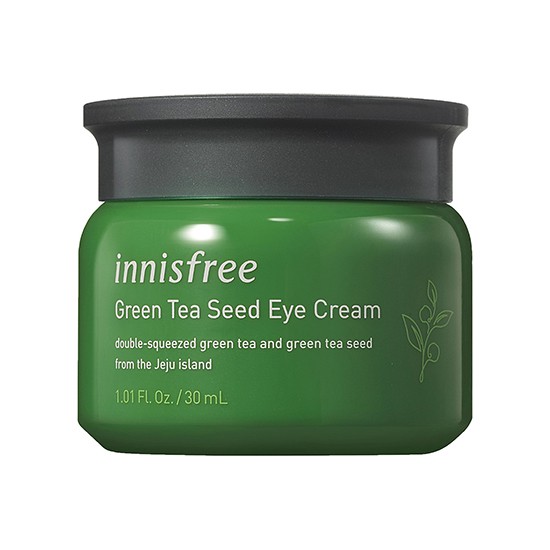 innisfree
Green Tea Seed Eye Cream
double-squeezed green tea and green tea seed
from the Jeju island
1.01 Fl. Oz. / 30 mL